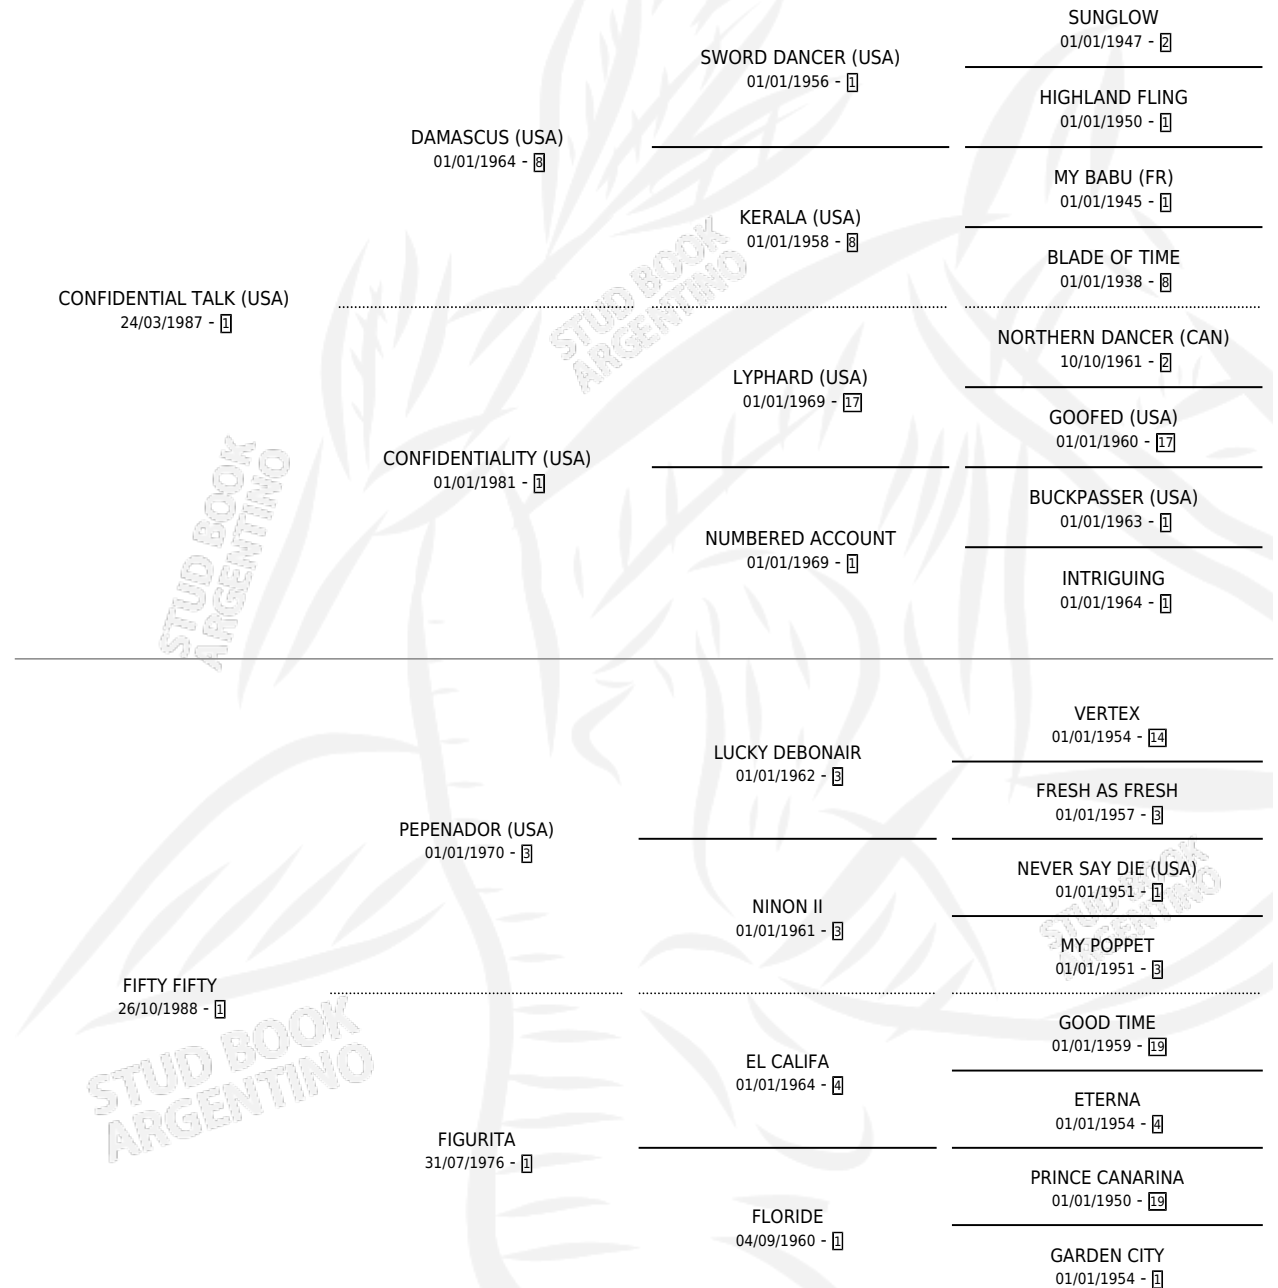 SUNGLOW
01/01/1947 - 2
SWORD DANCER (USA)
01/01/1956 - 1
HIGHLAND FLING
01/01/1950 - 1
DAMASCUS (USA)
01/01/1964 - 8
MY BABU (FR)
01/01/1945 - 1
KERALA (USA)
01/01/1958 - 8
BLADE OF TIME
01/01/1938 - 8
CONFIDENTIAL TALK (USA)
24/03/1987 - 1
NORTHERN DANCER (CAN)
10/10/1961 - 2
LYPHARD (USA)
01/01/1969 - 17
GOOFED (USA)
01/01/1960 - 17
CONFIDENTIALITY (USA)
01/01/1981 - 1
BUCKPASSER (USA)
01/01/1963 - 1
NUMBERED ACCOUNT
01/01/1969 - 1
INTRIGUING
01/01/1964 - 1
VERTEX
01/01/1954 - 14
LUCKY DEBONAIR
01/01/1962 - 3
FRESH AS FRESH
01/01/1957 - 3
PEPENADOR (USA)
01/01/1970 - 3
NEVER SAY DIE (USA)
01/01/1951 - 1
NINON II
01/01/1961 - 3
MY POPPET
01/01/1951 - 3
FIFTY FIFTY
26/10/1988 - 1
GOOD TIME
01/01/1959 - 19
EL CALIFA
01/01/1964 - 4
ETERNA
01/01/1954 - 4
FIGURITA
31/07/1976 - 1
PRINCE CANARINA
01/01/1950 - 19
FLORIDE
04/09/1960 - 1
GARDEN CITY
01/01/1954 - 1
STUD BOOK
ARGENTINO
STUD BOOK
ARGENTINO
STUD BOOK
ARGENTINO
STUD BOOK
ARGENTINO